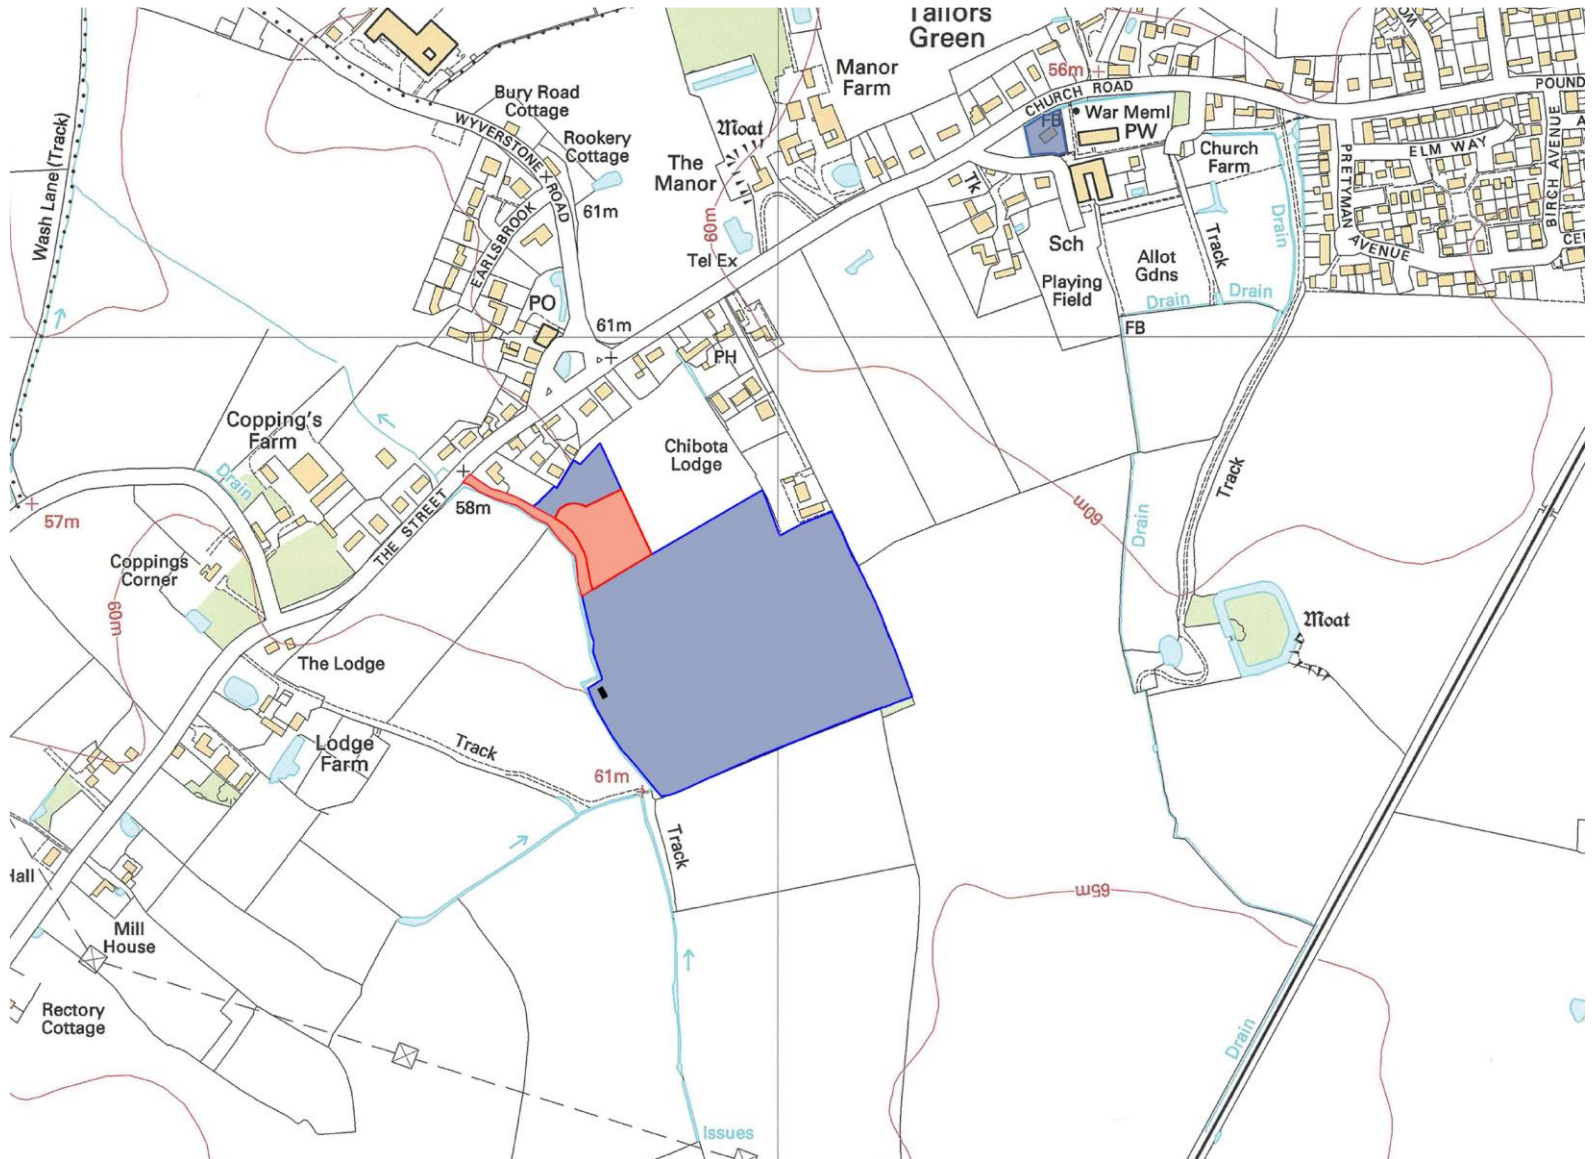 Tailors
Green
56m
CHURCH ROAD
POUND
Manor
Farm
FB
War Meml
PW
Bury Road
Cottage
WYVERSTONE ROAD
Rookery
Cottage
Moat
The
Manor
Church
Farm
ELM WAY
BIRCH AVENUE
PRETYMAN
AVENUE
CE
Wash Lane (Track)
EARLSBROOK
61m
60m
Tk
Sch
Tel Ex
Playing
Field
Allot
Gdns
Track
Drain
Drain
Drain
PO
61m
FB
PH
Copping's
Farm
Chibota
Lodge
Drain
57m
58m
THE STREET
60m
Drain
Track
Coppings
Corner
60m
Moat
The Lodge
Lodge
Farm
Track
61m
Track
Hall
65m
Mill
House
Rectory
Cottage
Drain
Issues